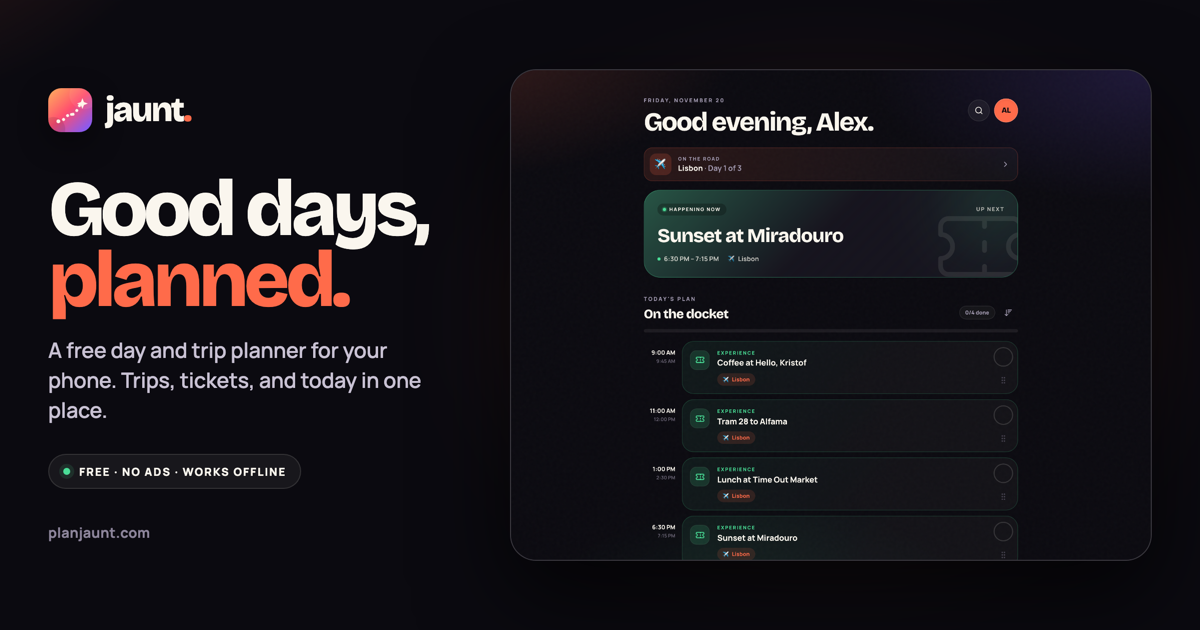 jaunt.
Good days,
planned.
A free day and trip planner for your
phone. Trips, tickets, and today in one
place.
FREE · NO ADS · WORKS OFFLINE
planjaunt.com
FRIDAY, NOVEMBER 20
Good evening, Alex.
AL
ON THE ROAD
Lisbon · Day 1 of 3
HAPPENING NOW
UP NEXT
Sunset at Miradouro
6:30 PM – 7:15 PM
Lisbon
TODAY'S PLAN
On the docket
0/4 done
9:00 AM
9:45 AM
EXPERIENCE
Coffee at Hello, Kristof
Lisbon
11:00 AM
12:00 PM
EXPERIENCE
Tram 28 to Alfama
Lisbon
1:00 PM
2:30 PM
EXPERIENCE
Lunch at Time Out Market
Lisbon
6:30 PM
7:15 PM
EXPERIENCE
Sunset at Miradouro
Lisbon